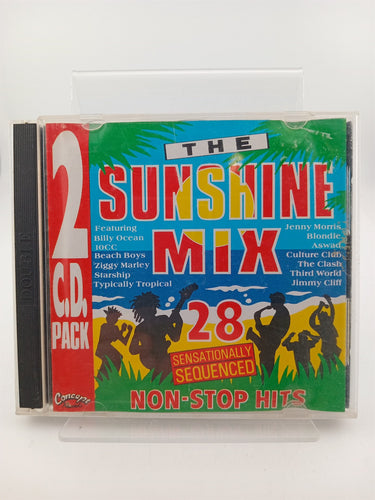 THE
SUNSHINE
MIX
Featuring
Billy Ocean
10CC
Beach Boys
Ziggy Marley
Starship
Typically Tropical
Jenny Morris
Blondie
Aswad
Culture Club
The Clash
Third World
Jimmy Cliff
28
SENSATIONALLY
SEQUENCED
NON-STOP HITS
2
C.D.
PACK
Concept
DOUBLE